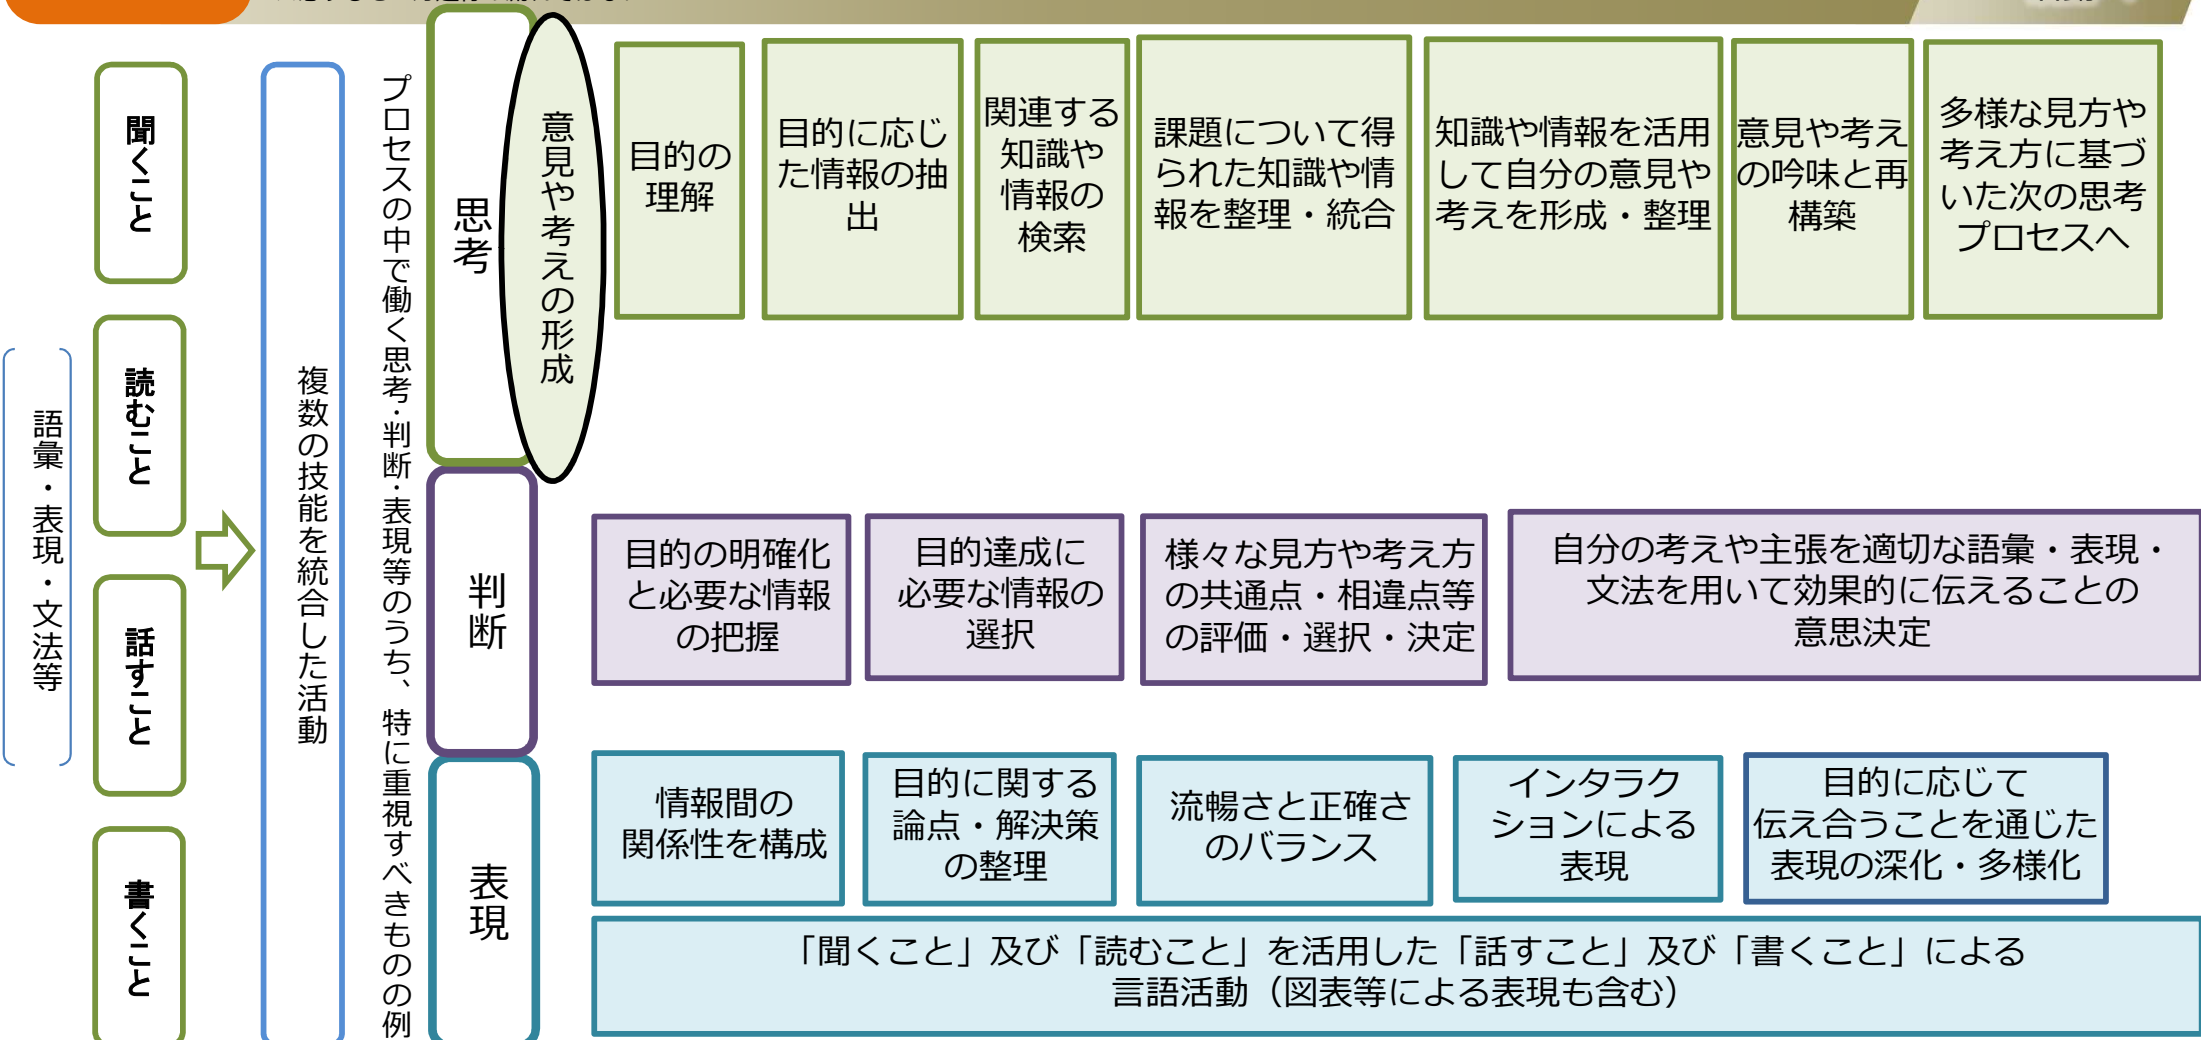 聞くこと
読むこと
話すこと
書くこと
語彙・表現・文法等
複数の技能を統合した活動
プロセスの中で働く思考・判断・表現等のうち、特に重視すべきものの例
思考
意見や考えの形成
目的の
理解
目的に応じ
た情報の抽
出
関連する
知識や
情報の
検索
課題について得
られた知識や情
報を整理・統合
知識や情報を活用
して自分の意見や
考えを形成・整理
意見や考え
の吟味と再
構築
多様な見方や
考え方に基づ
いた次の思考
プロセスへ
判断
目的の明確化
と必要な情報
の把握
目的達成に
必要な情報の
選択
様々な見方や考え方
の共通点・相違点等
の評価・選択・決定
自分の考えや主張を適切な語彙・表現・
文法を用いて効果的に伝えることの
意思決定
表現
情報間の
関係性を構成
目的に関する
論点・解決策
の整理
流暢さと正確さ
のバランス
インタラク
ションによる
表現
目的に応じて
伝え合うことを通じた
表現の深化・多様化
「聞くこと」及び「読むこと」を活用した「話すこと」及び「書くこと」による
言語活動（図表等による表現も含む）